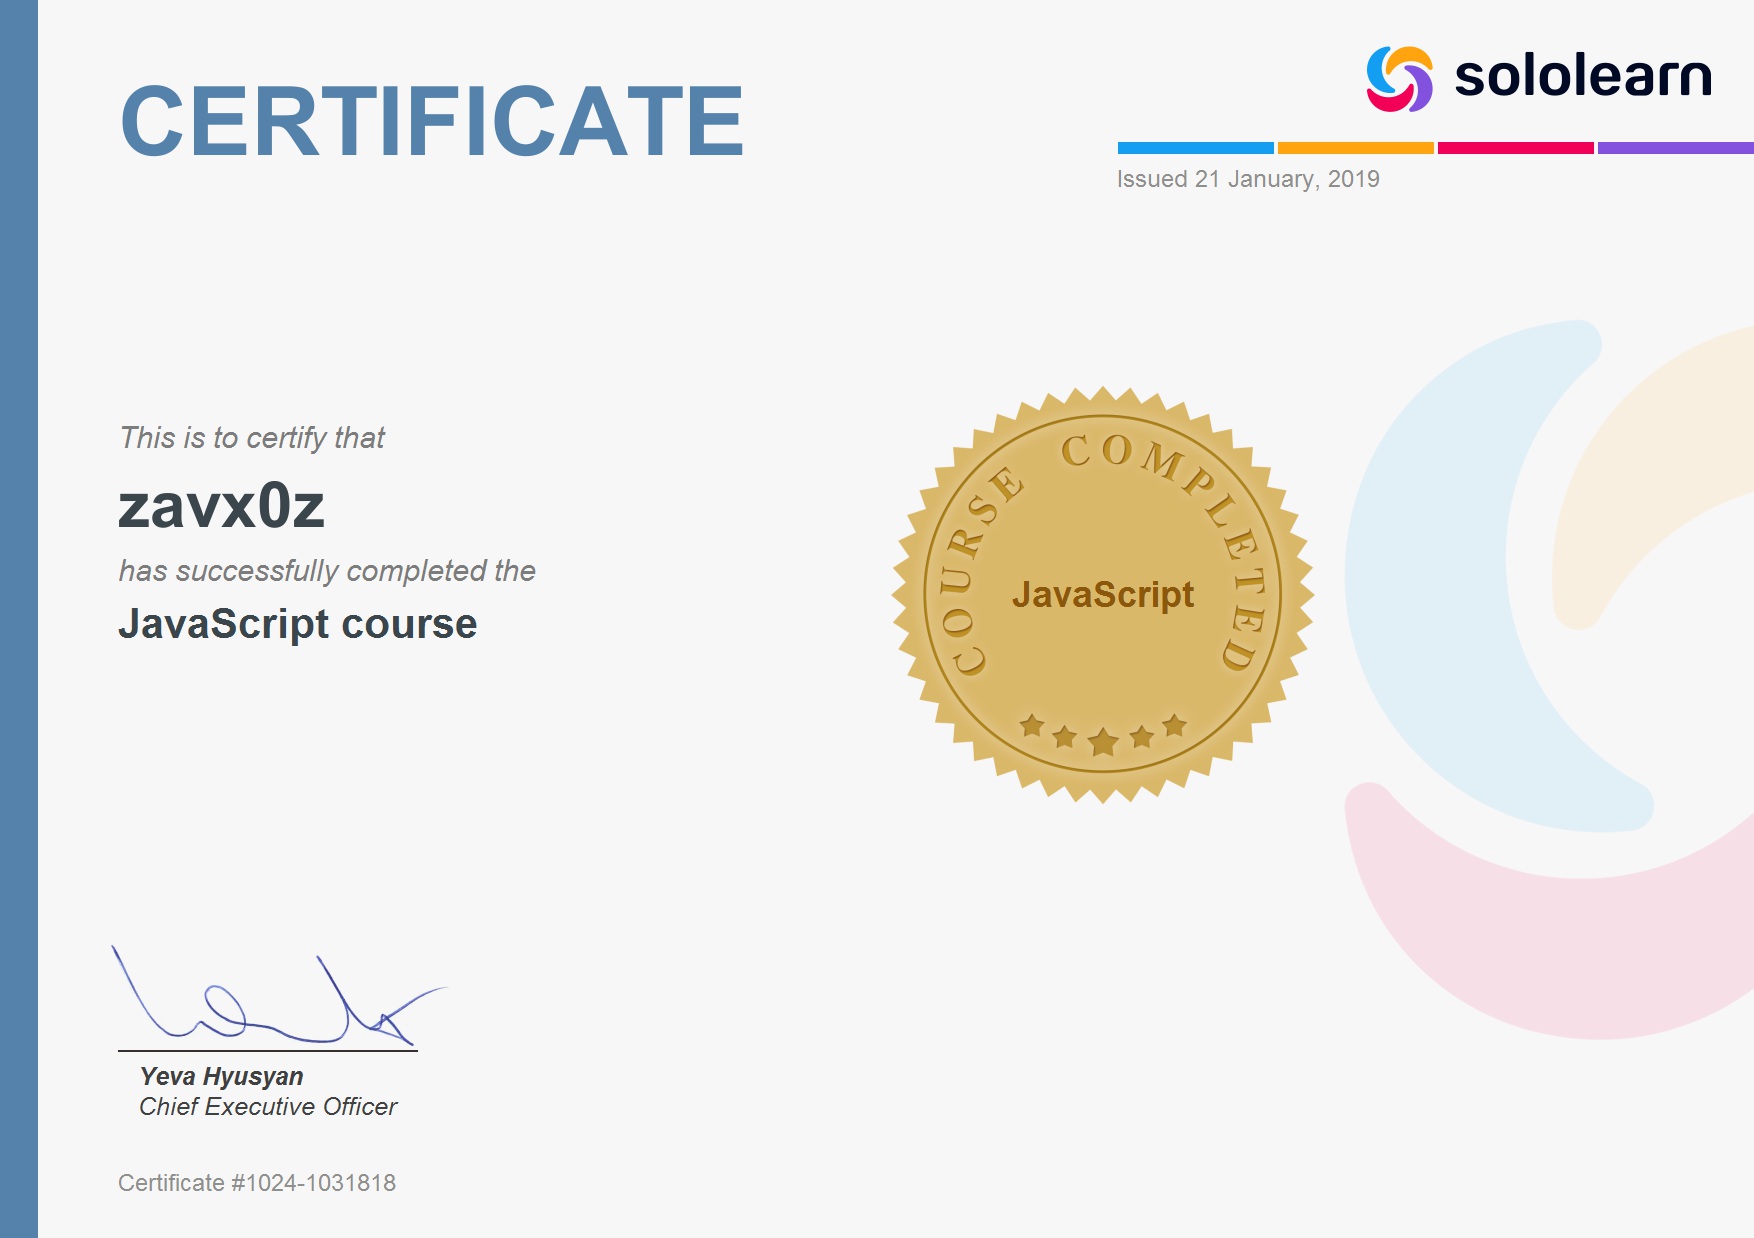 CERTIFICATE
sololearn
Issued 21 January, 2019
This is to certify that
zavx0z
has successfully completed the
JavaScript course
COURSE COMPLETED
JavaScript
Yeva Hyusyan
Chief Executive Officer
Certificate #1024-1031818